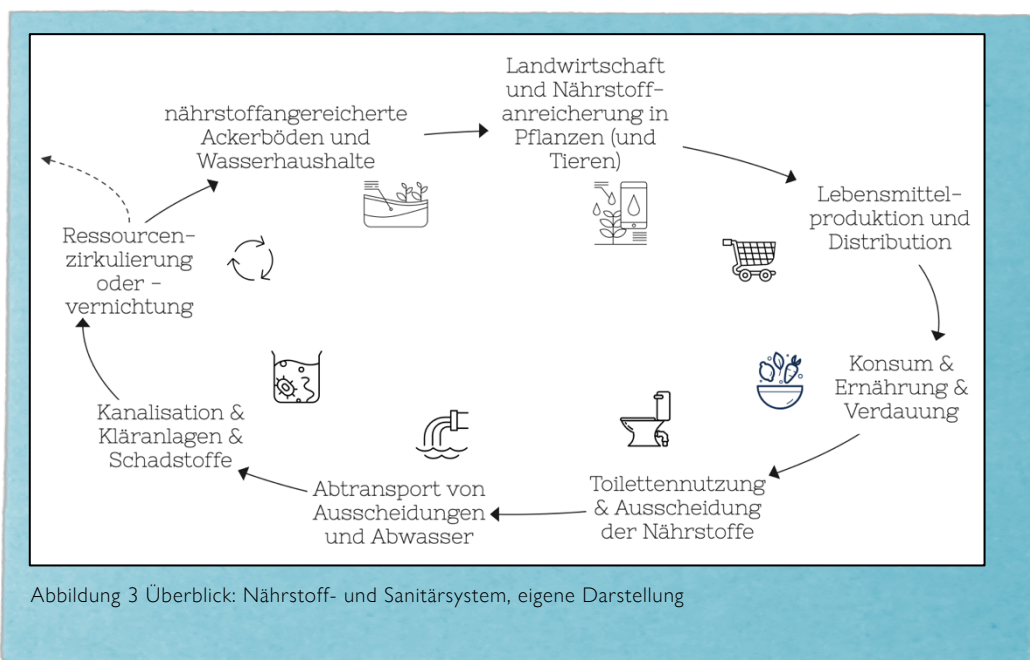 nährstoffangereicherte
Ackerböden und
Wasserhaushalte
Landwirtschaft
und Nährstoff-
anreicherung in
Pflanzen (und
Tieren)
Lebensmittel-
produktion und
Distribution
Konsum &
Ernährung &
Verdauung
Toilettennutzung
& Ausscheidung
der Nährstoffe
Abtransport von
Ausscheidungen
und Abwasser
Kanalisation &
Kläranlagen &
Schadstoffe
Ressourcen-
zirkulierung
oder -
vernichtung
Abbildung 3 Überblick: Nährstoff- und Sanitärsystem, eigene Darstellung